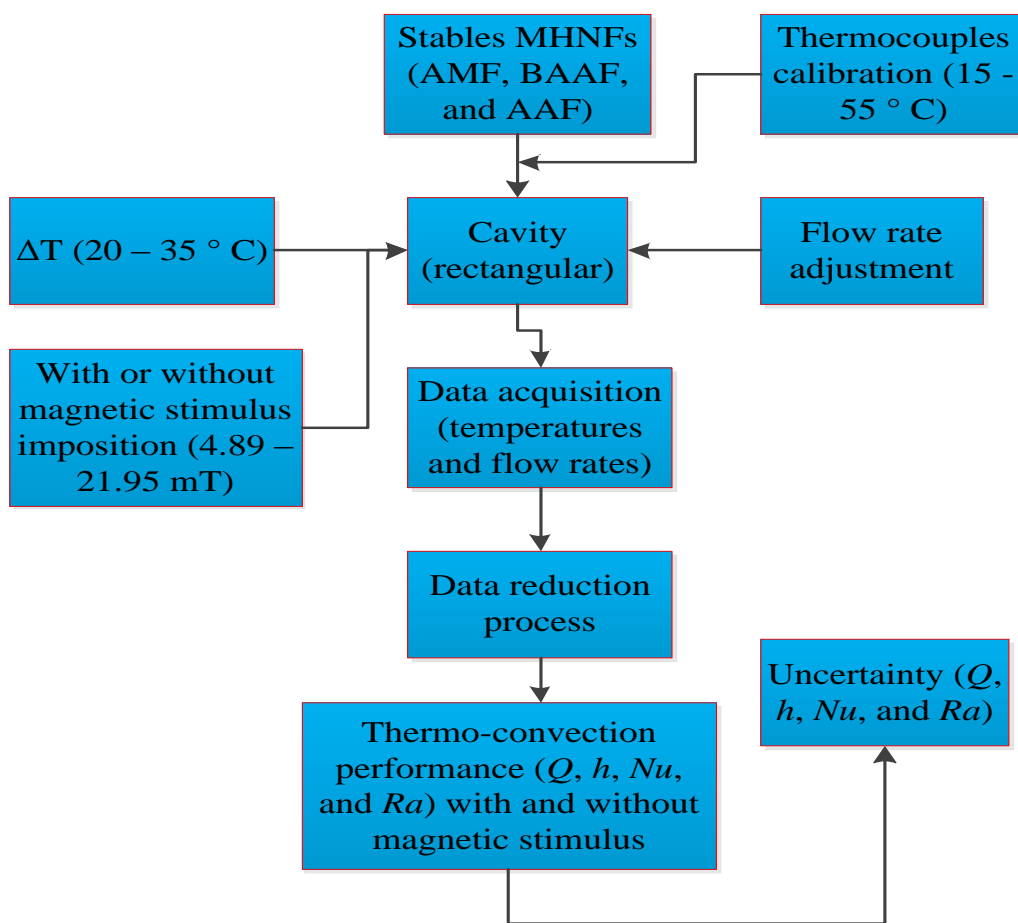 Stables MHNFs
(AMF, BAAF,
and AAF)
Thermocouples
calibration (15 -
55 ° C)
ΔT (20 – 35 ° C)
Cavity
(rectangular)
Flow rate
adjustment
With or without
magnetic stimulus
imposition (4.89 –
21.95 mT)
Data acquisition
(temperatures
and flow rates)
Data reduction
process
Thermo-convection
performance (Q, h, Nu,
and Ra) with and without
magnetic stimulus
Uncertainty (Q,
h, Nu, and Ra)